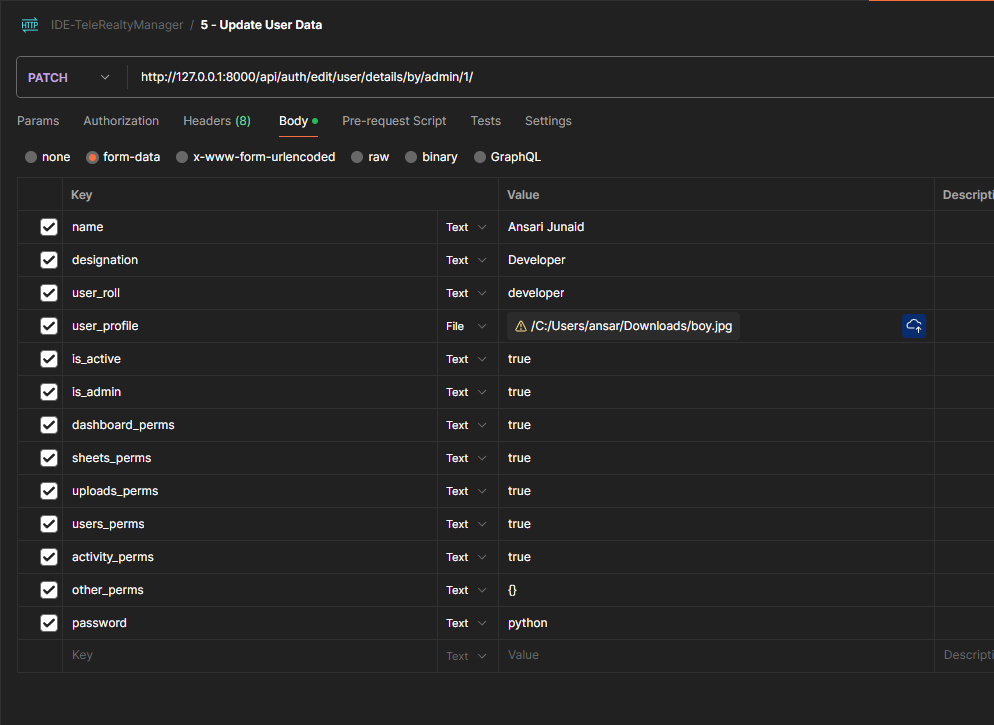 HTTP IDE-TeleRealtyManager / 5 - Update User Data
PATCH http://127.0.0.1:8000/api/auth/edit/user/details/by/admin/1/
Params Authorization Headers (8) Body Pre-request Script Tests Settings
none form-data x-www-form-urlencoded raw binary GraphQL
Key Value Descripti
name Text Ansari Junaid
designation Text Developer
user_roll Text developer
user_profile File /C:/Users/ansar/Downloads/boy.jpg
is_active Text true
is_admin Text true
dashboard_perms Text true
sheets_perms Text true
uploads_perms Text true
users_perms Text true
activity_perms Text true
other_perms Text {}
password Text python
Key Text Value Descripti